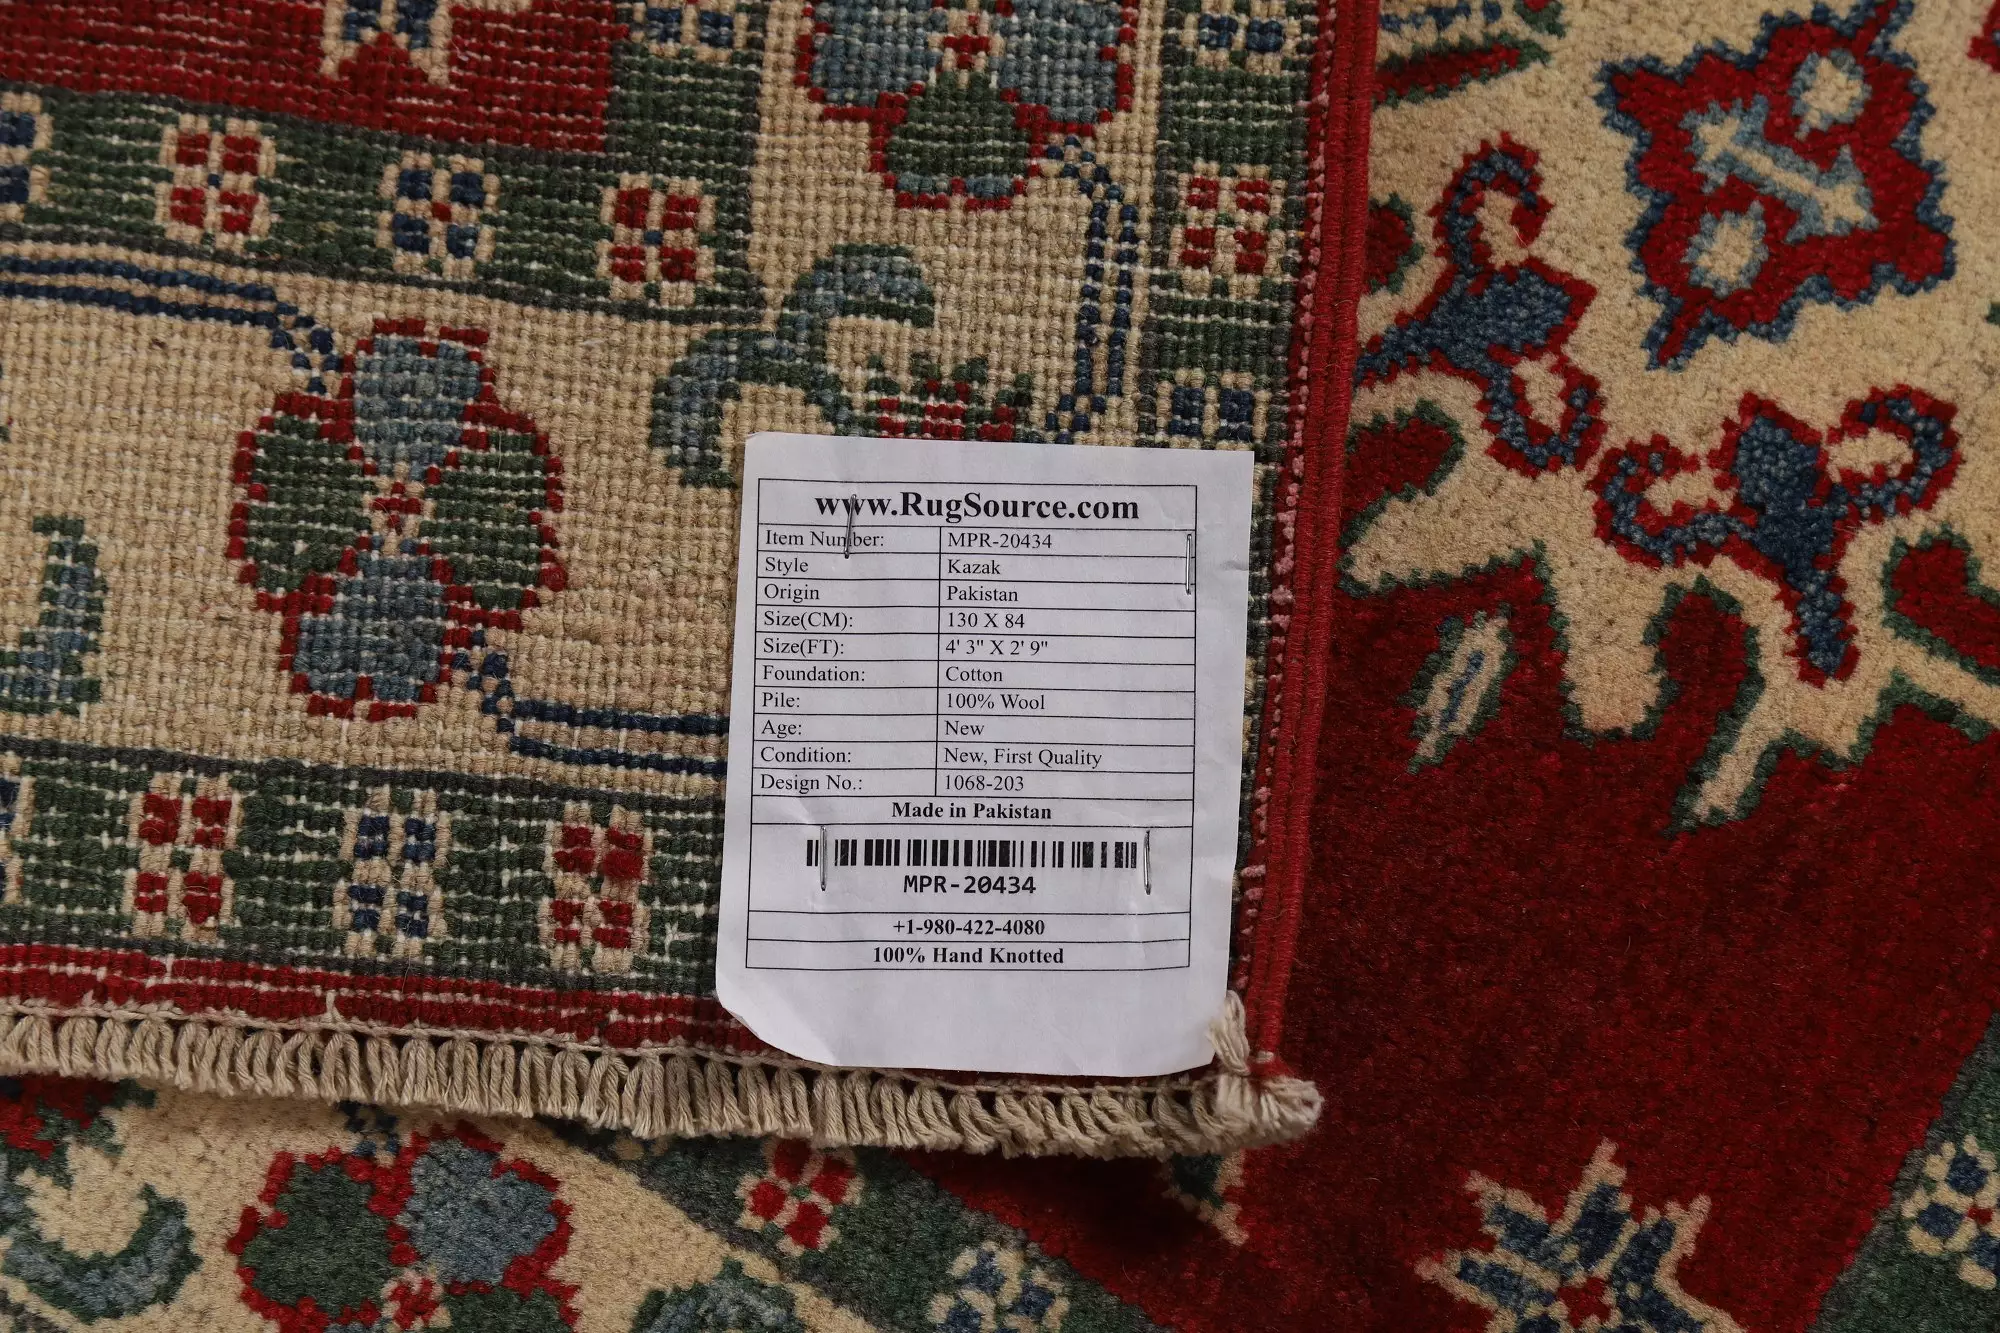 www.RugSource.com
Item Number: MPR-20434
Style Kazak
Origin Pakistan
Size(CM): 130 X 84
Size(FT): 4' 3" X 2' 9"
Foundation: Cotton
Pile: 100% Wool
Age: New
Condition: New, First Quality
Design No.: 1068-203
Made in Pakistan
MPR-20434
+1-980-422-4080
100% Hand Knotted